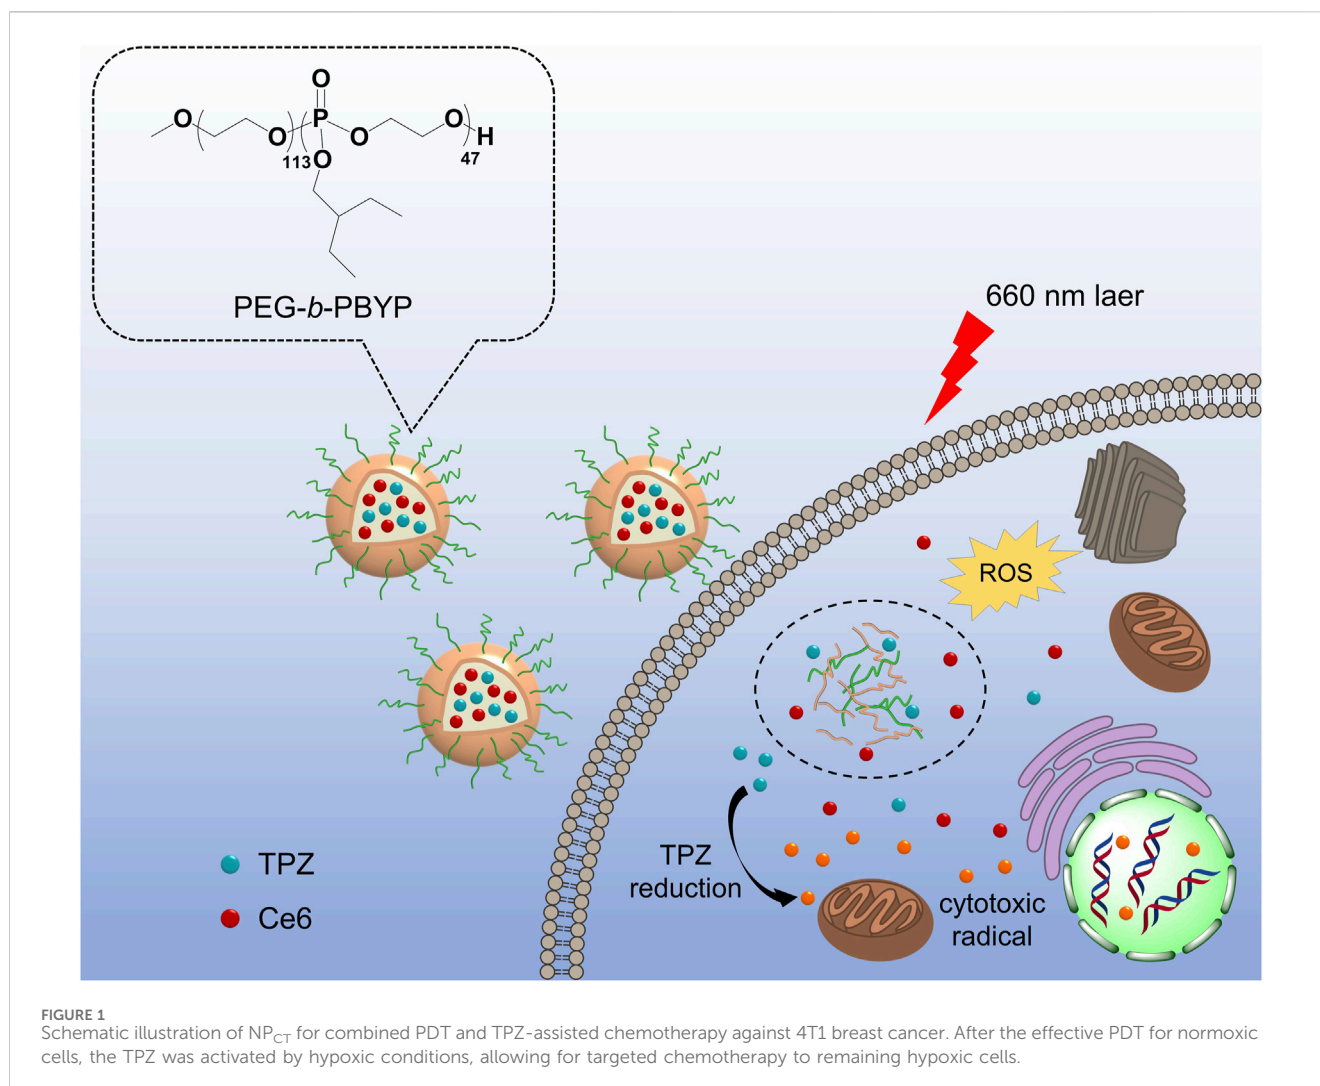 O
O
O
P
O
O
H
113
O
47
PEG-b-PBYP
660 nm laer
ROS
TPZ
reduction
TPZ
Ce6
cytotoxic
radical
FIGURE 1
Schematic illustration of NPCT for combined PDT and TPZ-assisted chemotherapy against 4T1 breast cancer. After the effective PDT for normoxic
cells, the TPZ was activated by hypoxic conditions, allowing for targeted chemotherapy to remaining hypoxic cells.